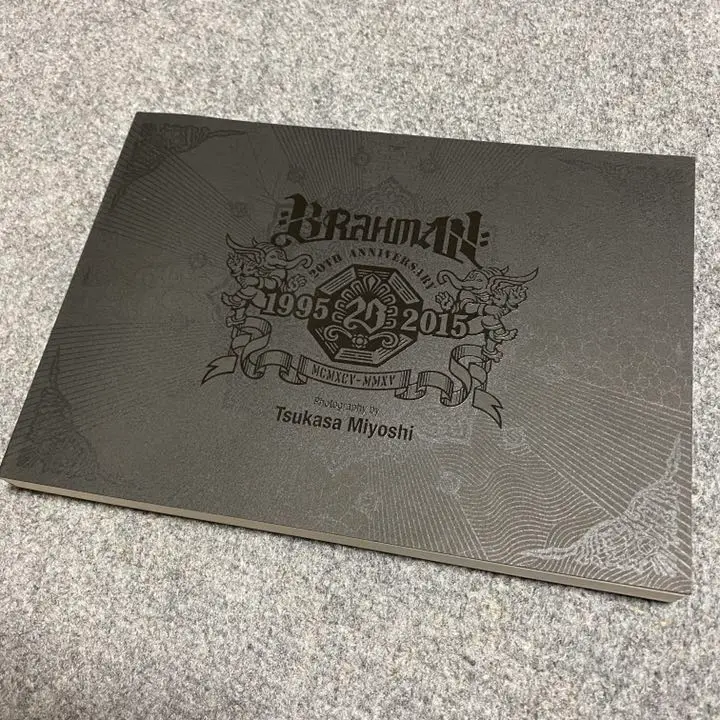 BRAHMAN
20TH ANNIVERSARY
1995 20 2015
MCMXCV-MMXV
Photography by
Tsukasa Miyoshi